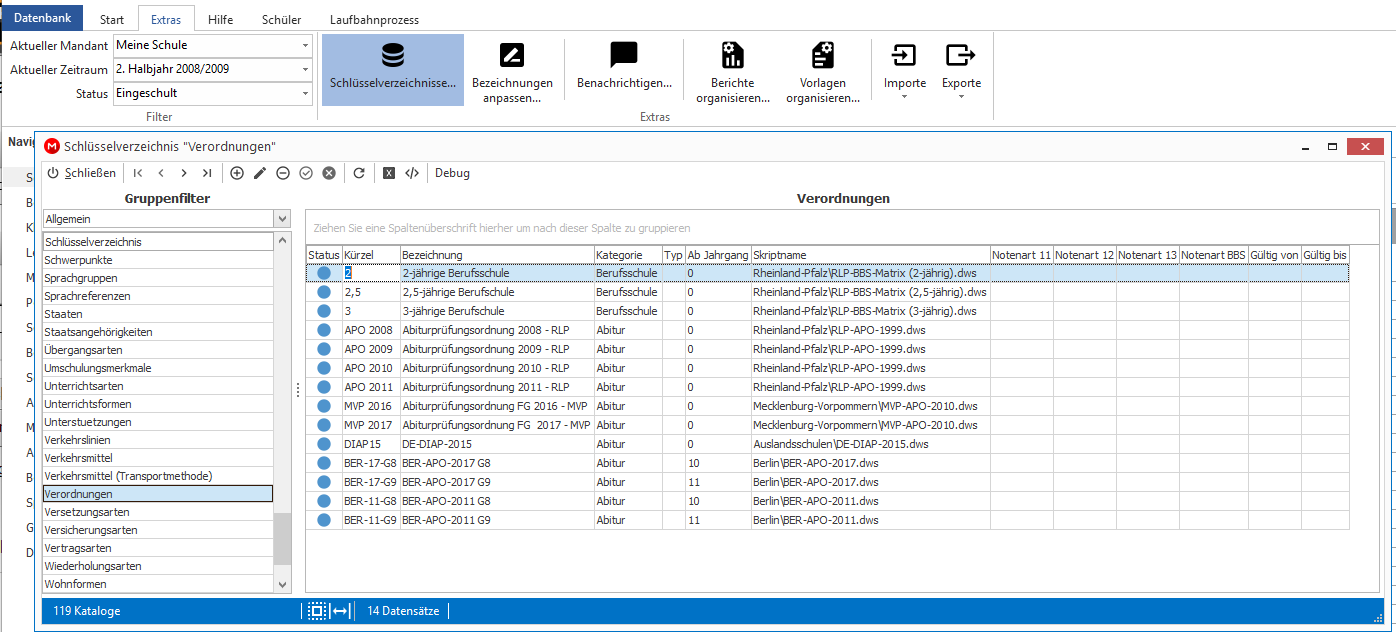 Datenbank Start Extras Hilfe Schüler Laufbahnprozess
Aktueller Mandant Meine Schule
Aktueller Zeitraum 2. Halbjahr 2008/2009
Status Eingeschult
Filter
Schlüsselverzeichnisse...
Bezeichnungen
anpassen...
Benachrichtigen...
Berichte
organisieren...
Vorlagen
organisieren...
Importe
Exporte
Extras
Navig
Schlüsselverzeichnis "Verordnungen"
Schließen Debug
Gruppenfilter
Allgemein
Schlüsselverzeichnis
Schwerpunkte
Sprachgruppen
Sprachreferenzen
Staaten
Staatsangehörigkeiten
Übergangsarten
Umschulungsmerkmale
Unterrichtsarten
Unterrichtsformen
Unterstuetzungen
Verkehrslinien
Verkehrsmittel
Verkehrsmittel (Transportmethode)
Verordnungen
Versetzungsarten
Versicherungsarten
Vertragsarten
Wiederholungsarten
Wohnformen
Verordnungen
Ziehen Sie eine Spaltenüberschrift hierher um nach dieser Spalte zu gruppieren
Status Kürzel Bezeichnung Kategorie Typ Ab Jahrgang Skriptname Notenart 11 Notenart 12 Notenart 13 Notenart BBS Gültig von Gültig bis
2 2-jährige Berufsschule Berufsschule 0 Rheinland-Pfalz\RLP-BBS-Matrix (2-jährig).dws
2,5 2,5-jährige Berufschule Berufsschule 0 Rheinland-Pfalz\RLP-BBS-Matrix (2,5-jährig).dws
3 3-jährige Berufschule Berufsschule 0 Rheinland-Pfalz\RLP-BBS-Matrix (3-jährig).dws
APO 2008 Abiturprüfungsordnung 2008 - RLP Abitur 0 Rheinland-Pfalz\RLP-APO-1999.dws
APO 2009 Abiturprüfungsordnung 2009 - RLP Abitur 0 Rheinland-Pfalz\RLP-APO-1999.dws
APO 2010 Abiturprüfungsordnung 2010 - RLP Abitur 0 Rheinland-Pfalz\RLP-APO-1999.dws
APO 2011 Abiturprüfungsordnung 2011 - RLP Abitur 0 Rheinland-Pfalz\RLP-APO-1999.dws
MVP 2016 Abiturprüfungsordnung FG 2016 - MVP Abitur 0 Mecklenburg-Vorpommern\MVP-APO-2010.dws
MVP 2017 Abiturprüfungsordnung FG 2017 - MVP Abitur 0 Mecklenburg-Vorpommern\MVP-APO-2010.dws
DIAP15 DE-DIAP-2015 Abitur 0 Auslandsschulen\DE-DIAP-2015.dws
BER-17-G8 BER-APO-2017 G8 Abitur 10 Berlin\BER-APO-2017.dws
BER-17-G9 BER-APO-2017 G9 Abitur 11 Berlin\BER-APO-2017.dws
BER-11-G8 BER-APO-2011 G8 Abitur 10 Berlin\BER-APO-2011.dws
BER-11-G9 BER-APO-2011 G9 Abitur 11 Berlin\BER-APO-2011.dws
119 Kataloge 14 Datensätze